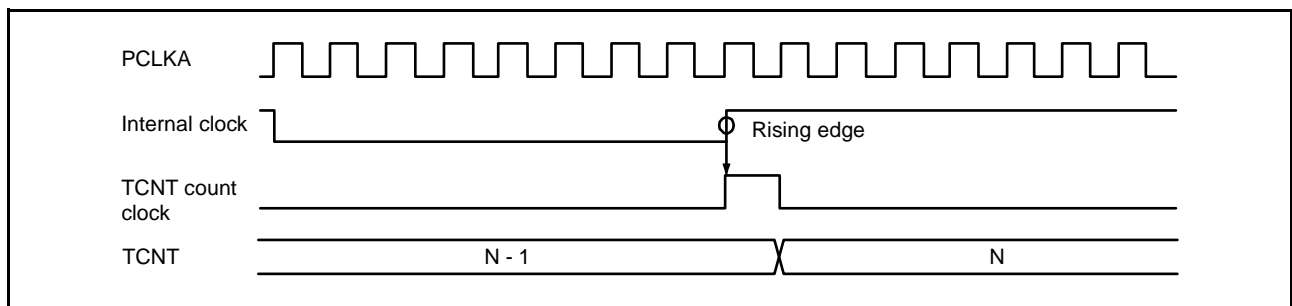 PCLKA
Internal clock
Rising edge
TCNT count
clock
TCNT
N - 1
N